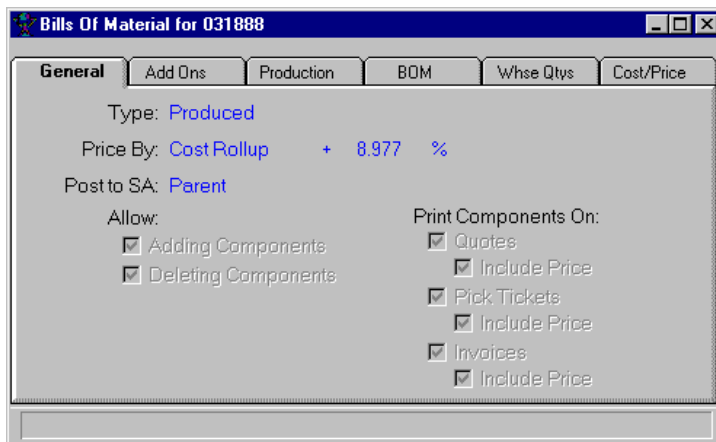 Bills Of Material for 031888
General Add Ons Production BOM Whse Qtys Cost/Price
Type: Produced
Price By: Cost Rollup + 8.977 %
Post to SA: Parent
Allow:
Adding Components
Deleting Components
Print Components On:
Quotes
Include Price
Pick Tickets
Include Price
Invoices
Include Price